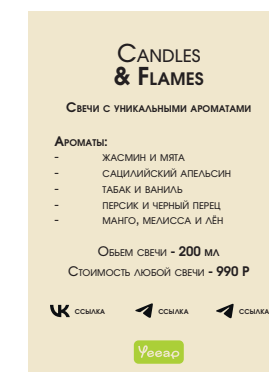 Candles
& Flames
Свечи с уникальными ароматами
Ароматы:
- жасмин и мята
- сацилийский апельсин
- табак и ваниль
- персик и черный перец
- манго, мелисса и лён
Обьем свечи - 200 мл
Стоимость любой свечи - 990 Р
ссылка ссылка ссылка
Yeeap